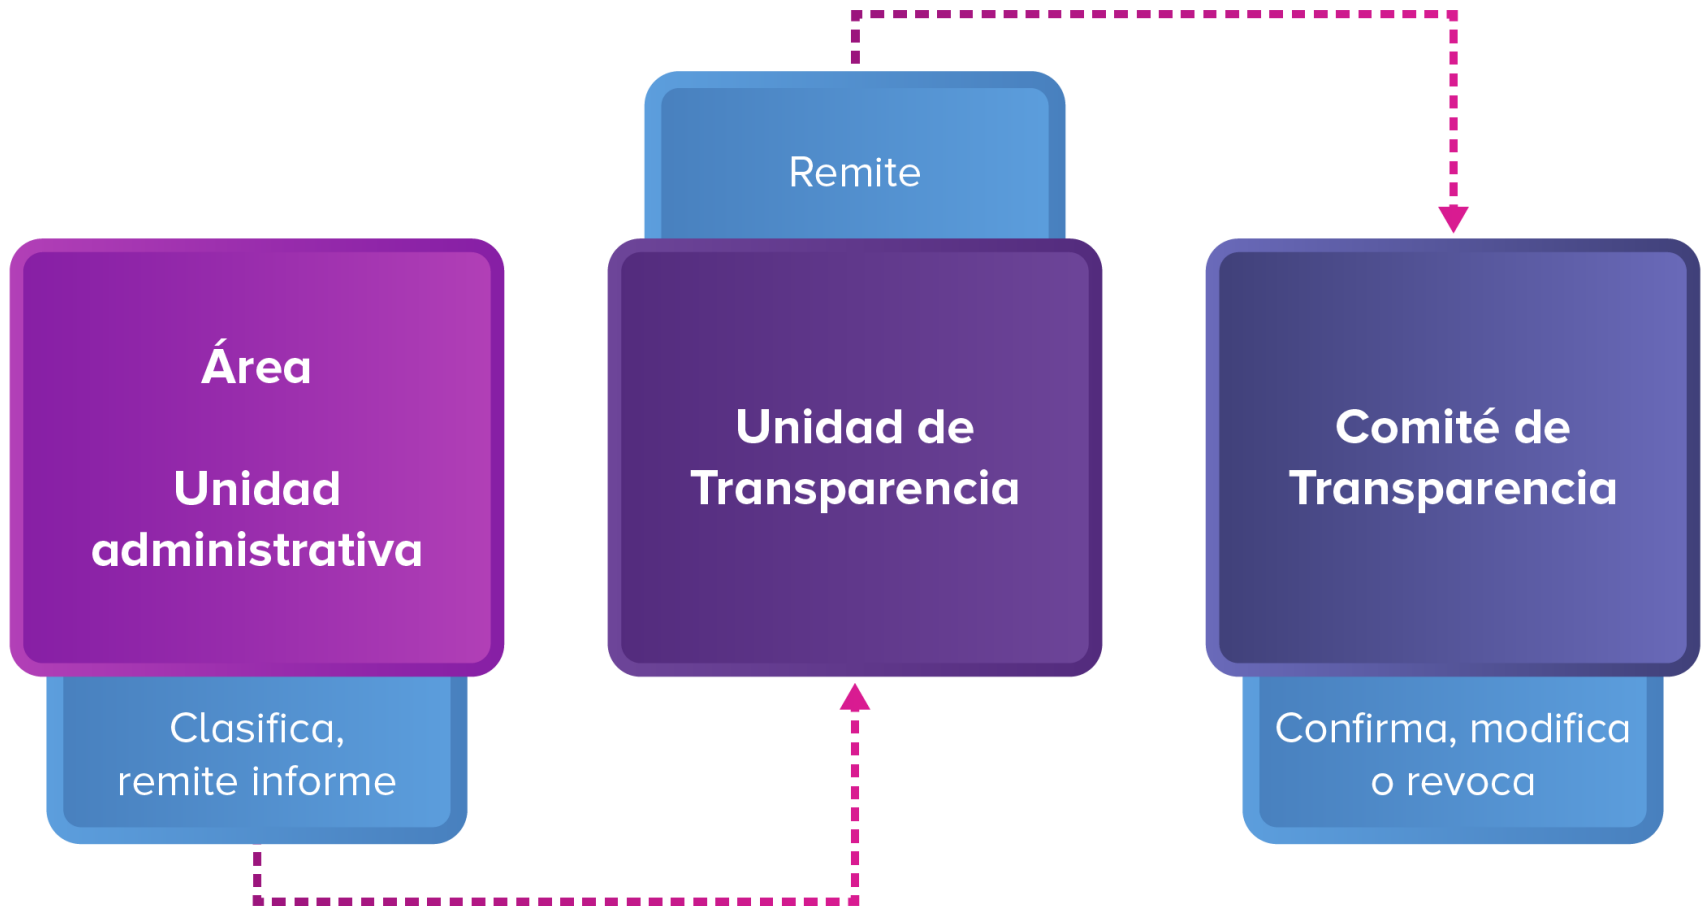 Área
Unidad
administrativa
Clasifica,
remite informe
Remite
Unidad de
Transparencia
Comité de
Transparencia
Confirma, modifica
o revoca